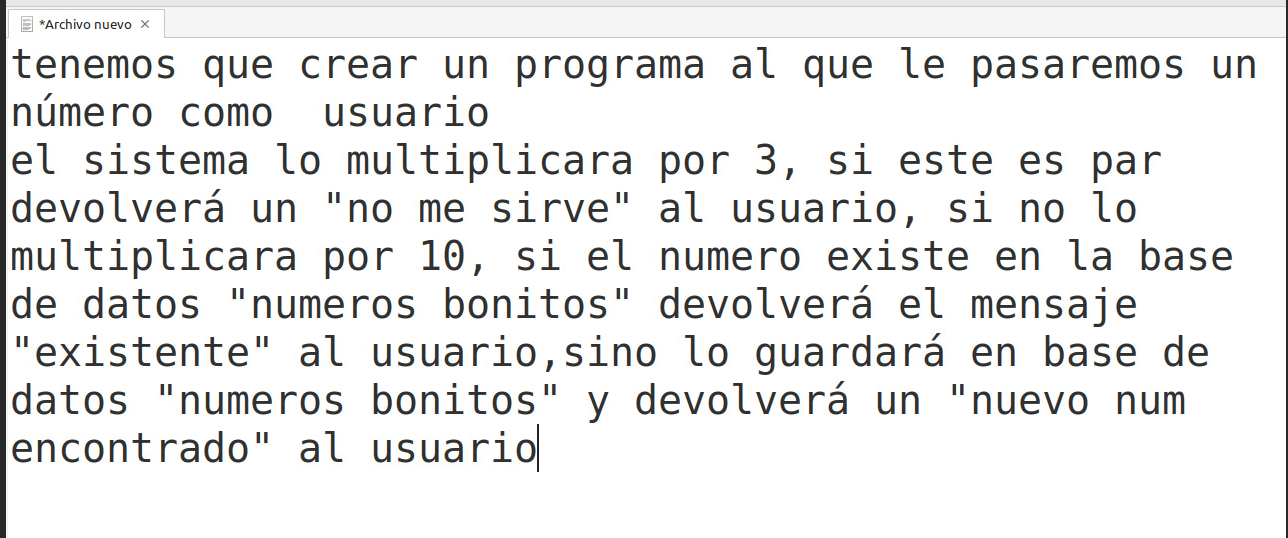 *Archivo nuevo ×
tenemos que crear un programa al que le pasaremos un
número como  usuario
el sistema lo multiplicara por 3, si este es par
devolverá un "no me sirve" al usuario, si no lo
multiplicara por 10, si el numero existe en la base
de datos "numeros bonitos" devolverá el mensaje
"existente" al usuario,sino lo guardará en base de
datos "numeros bonitos" y devolverá un "nuevo num
encontrado" al usuario